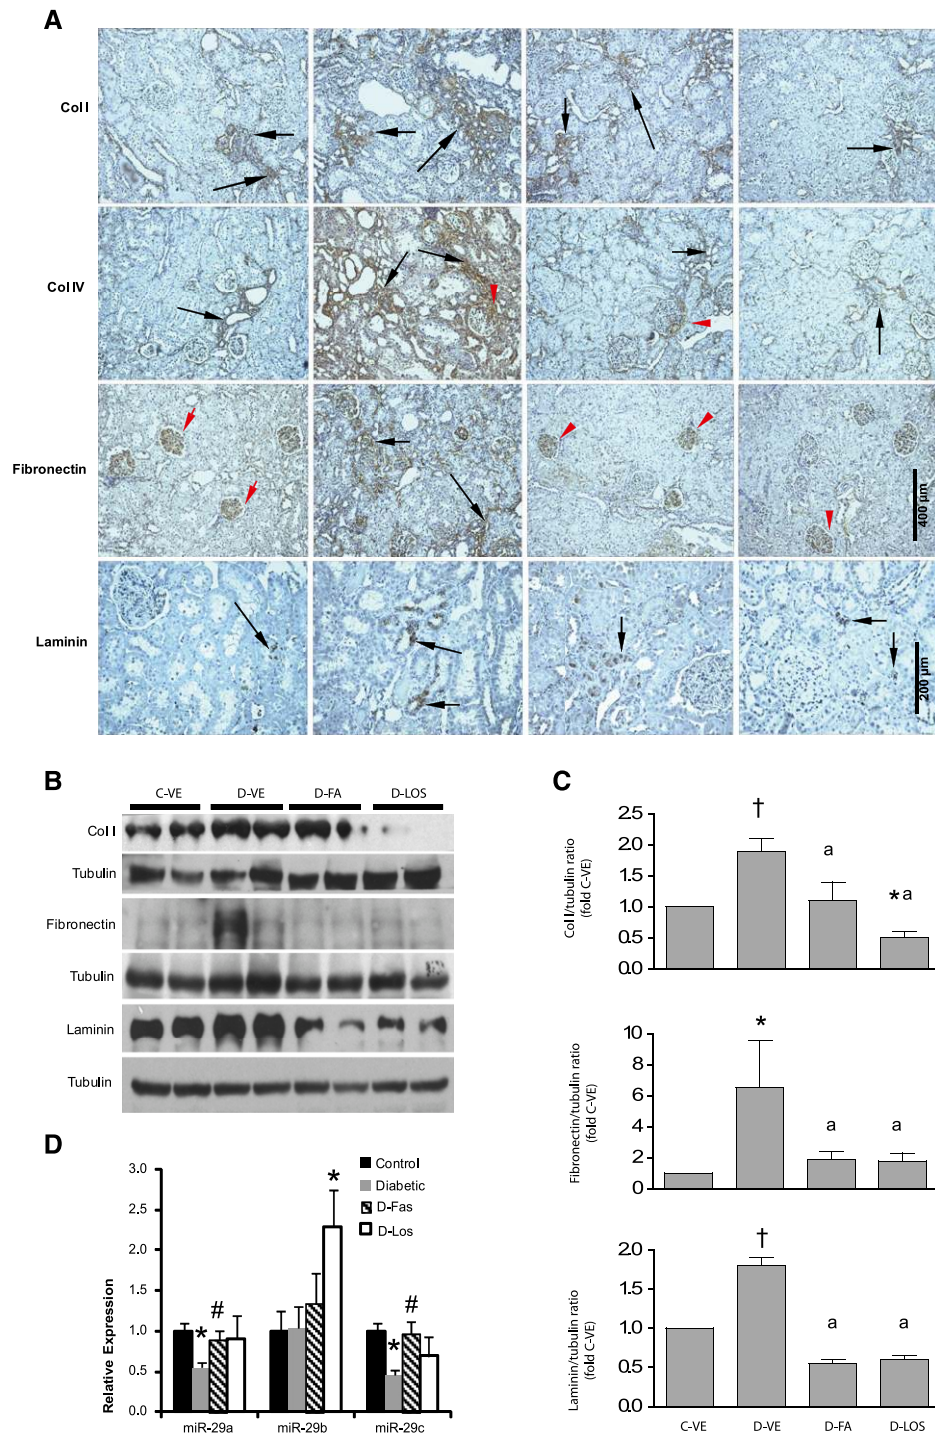 A
Col I
Col IV
Fibronectin
400 µm
Laminin
200 µm
B
C-VE D-VE D-FA D-LOS
Col I
Tubulin
Fibronectin
Tubulin
Laminin
Tubulin
C
Col I/tubulin ratio
(fold C-VE)
2.5
2.0
1.5
1.0
0.5
0.0
†
a
* a
Fibronectin/tubulin ratio
(fold C-VE)
10
8
6
4
2
0
*
a
a
Laminin/tubulin ratio
(fold C-VE)
2.0
1.5
1.0
0.5
0.0
†
a
a
C-VE D-VE D-FA D-LOS
D
Relative Expression
3.0
2.5
2.0
1.5
1.0
0.5
0.0
Control
Diabetic
D-Fas
D-Los
* #
*
* #
miR-29a miR-29b miR-29c